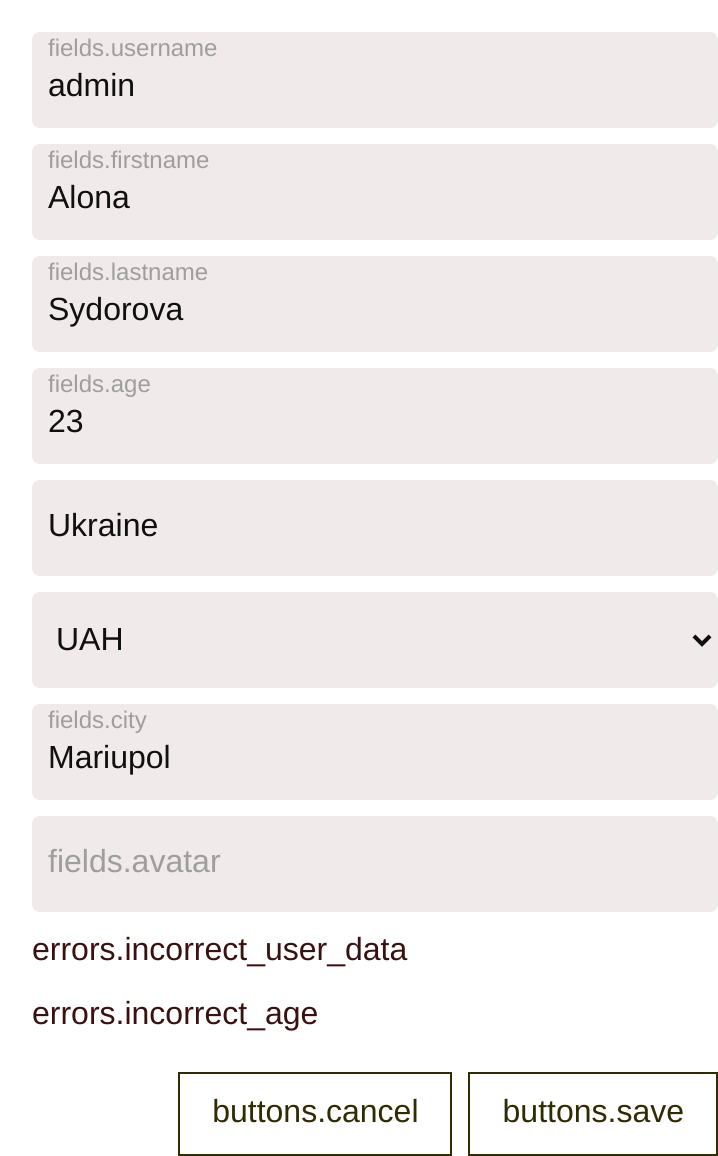 fields.username
admin
fields.firstname
Alona
fields.lastname
Sydorova
fields.age
23
Ukraine
UAH
fields.city
Mariupol
fields.avatar
errors.incorrect_user_data
errors.incorrect_age
buttons.cancel buttons.save